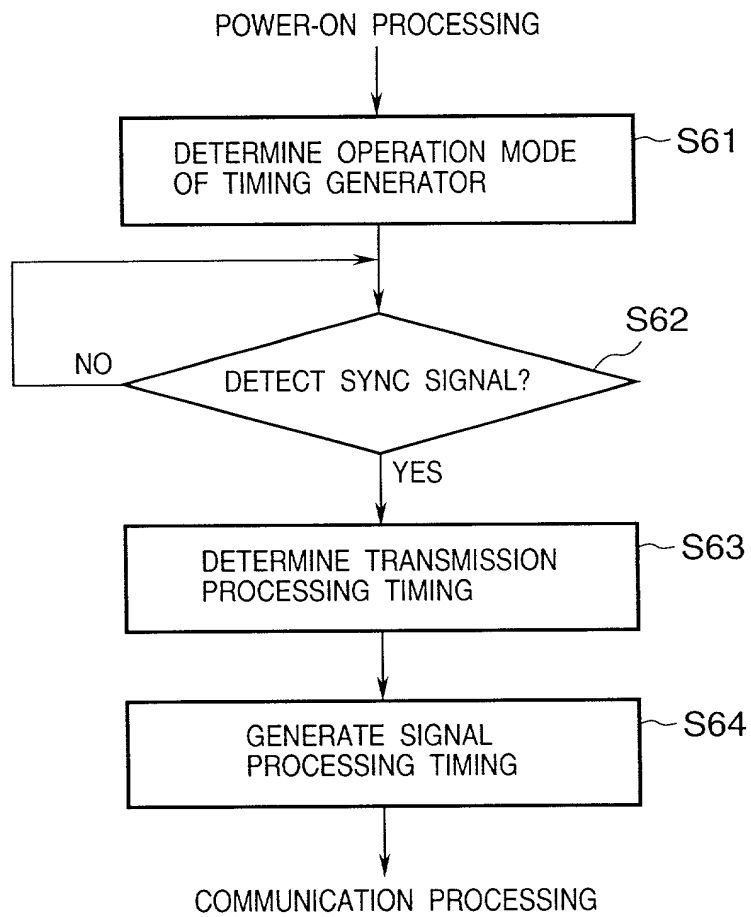 POWER-ON PROCESSING
DETERMINE OPERATION MODE
OF TIMING GENERATOR
S61
S62
NO
DETECT SYNC SIGNAL?
YES
DETERMINE TRANSMISSION
PROCESSING TIMING
S63
GENERATE SIGNAL
PROCESSING TIMING
S64
COMMUNICATION PROCESSING